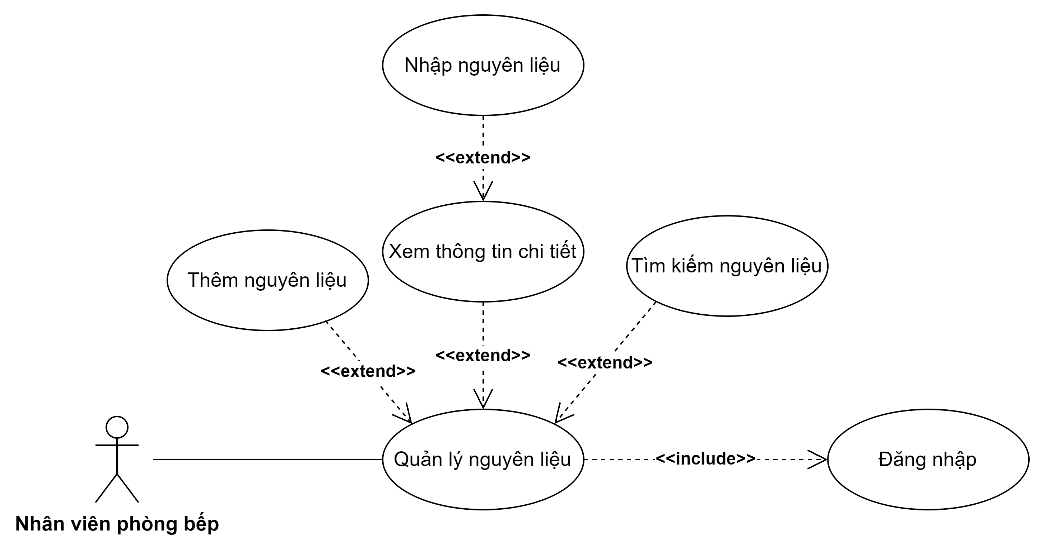 Nhập nguyên liệu
<<extend>>
Xem thông tin chi tiết
Thêm nguyên liệu
Tìm kiếm nguyên liệu
<<extend>>
<<extend>>
<<extend>>
Quản lý nguyên liệu
<<include>>
Đăng nhập
Nhân viên phòng bếp